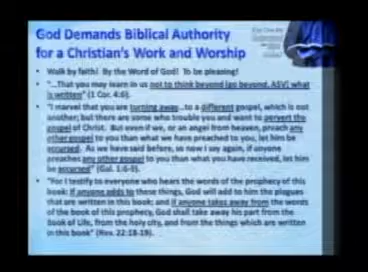 God Demands Biblical Authority
for a Christian's Work and Worship
• Walk by faith! By the Word of God! To be pleasing!
• "...That you may learn in us not to think beyond (go beyond, ASV) what
is written" (1 Cor. 4:6).
• "I marvel that you are turning away...to a different gospel, which is not
another; but there are some who trouble you and want to pervert the
gospel of Christ. But even if we, or an angel from heaven, preach any
other gospel to you than what we have preached to you, let him be
accursed. As we have said before, so now I say again, if anyone
preaches any other gospel to you than what you have received, let him
be accursed" (Gal. 1:6-9).
• "For I testify to everyone who hears the words of the prophecy of this
book: If anyone adds to these things, God will add to him the plagues
that are written in this book; and if anyone takes away from the words
of the book of this prophecy, God shall take away his part from the
Book of Life, from the holy city, and from the things which are written
in this book" (Rev. 22:18-19).